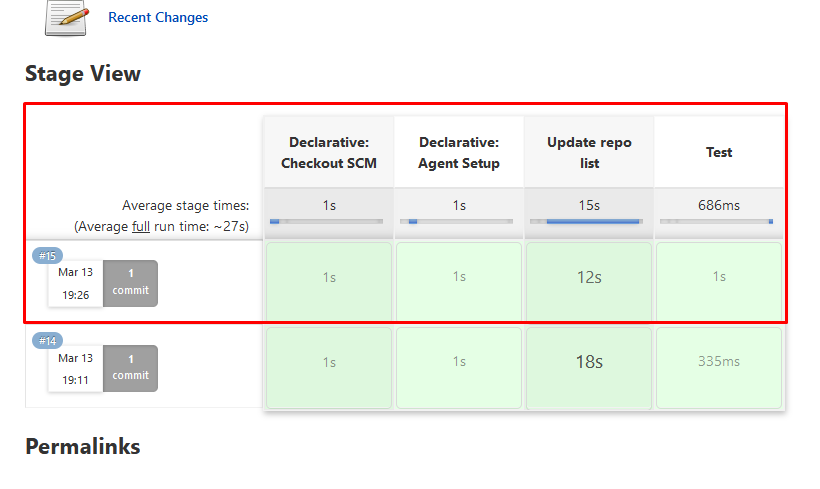 Recent Changes
Stage View
Declarative: Checkout SCM
Declarative: Agent Setup
Update repo list
Test
Average stage times:
(Average full run time: ~27s)
1s
1s
15s
686ms
#15
Mar 13
19:26
1
commit
1s
1s
12s
1s
#14
Mar 13
19:11
1
commit
1s
1s
18s
335ms
Permalinks